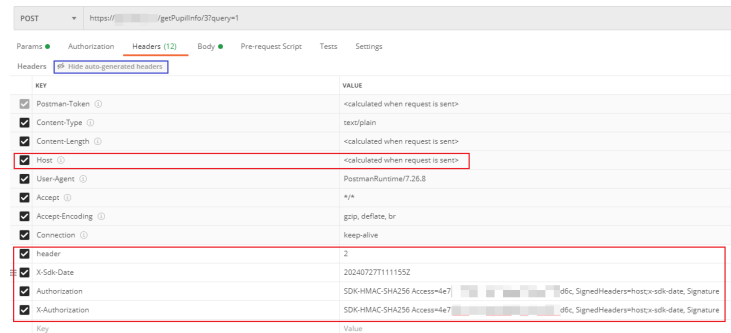 POST https:// /getPupilInfo/3?query=1
Params Authorization Headers (12) Body Pre-request Script Tests Settings
Headers Hide auto-generated headers
KEY VALUE
Postman-Token <calculated when request is sent>
Content-Type text/plain
Content-Length <calculated when request is sent>
Host <calculated when request is sent>
User-Agent PostmanRuntime/7.26.8
Accept */*
Accept-Encoding gzip, deflate, br
Connection keep-alive
header 2
X-Sdk-Date 20240727T111155Z
Authorization SDK-HMAC-SHA256 Access=4e7 d6c, SignedHeaders=host;x-sdk-date, Signature
X-Authorization SDK-HMAC-SHA256 Access=4e7 d6c, SignedHeaders=host;x-sdk-date, Signature
Key Value